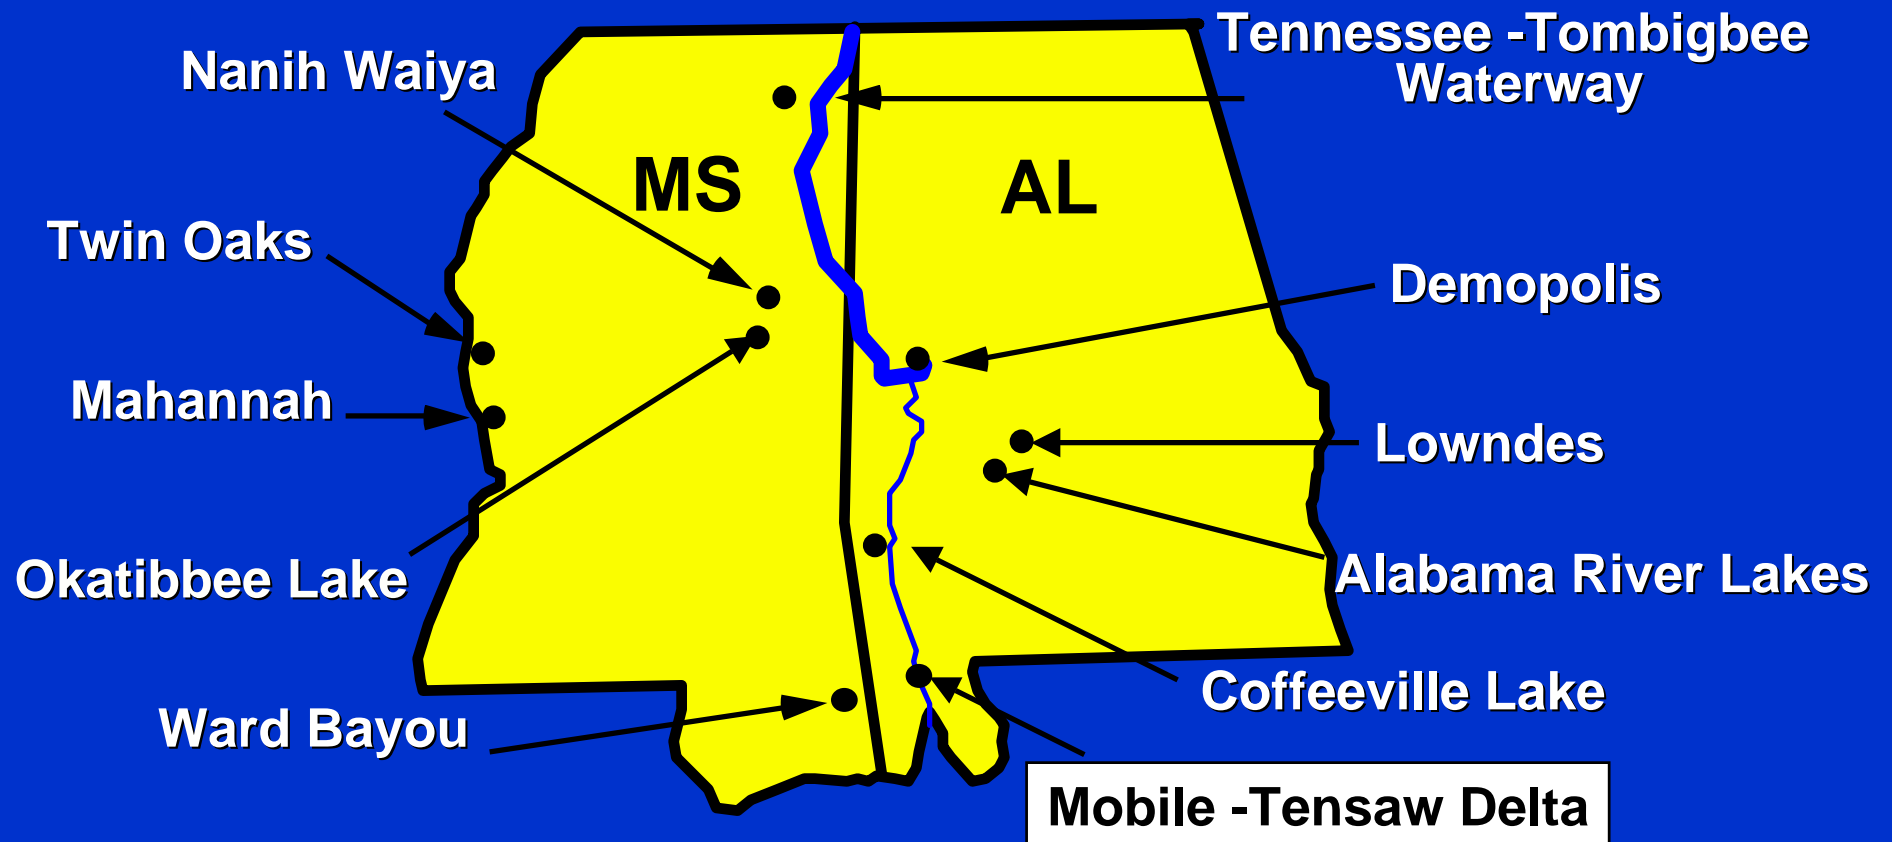 Tennessee -Tombigbee
Waterway
Nanih Waiya
MS
AL
Twin Oaks
Demopolis
Mahannah
Lowndes
Okatibbee Lake
Alabama River Lakes
Coffeeville Lake
Ward Bayou
Mobile -Tensaw Delta